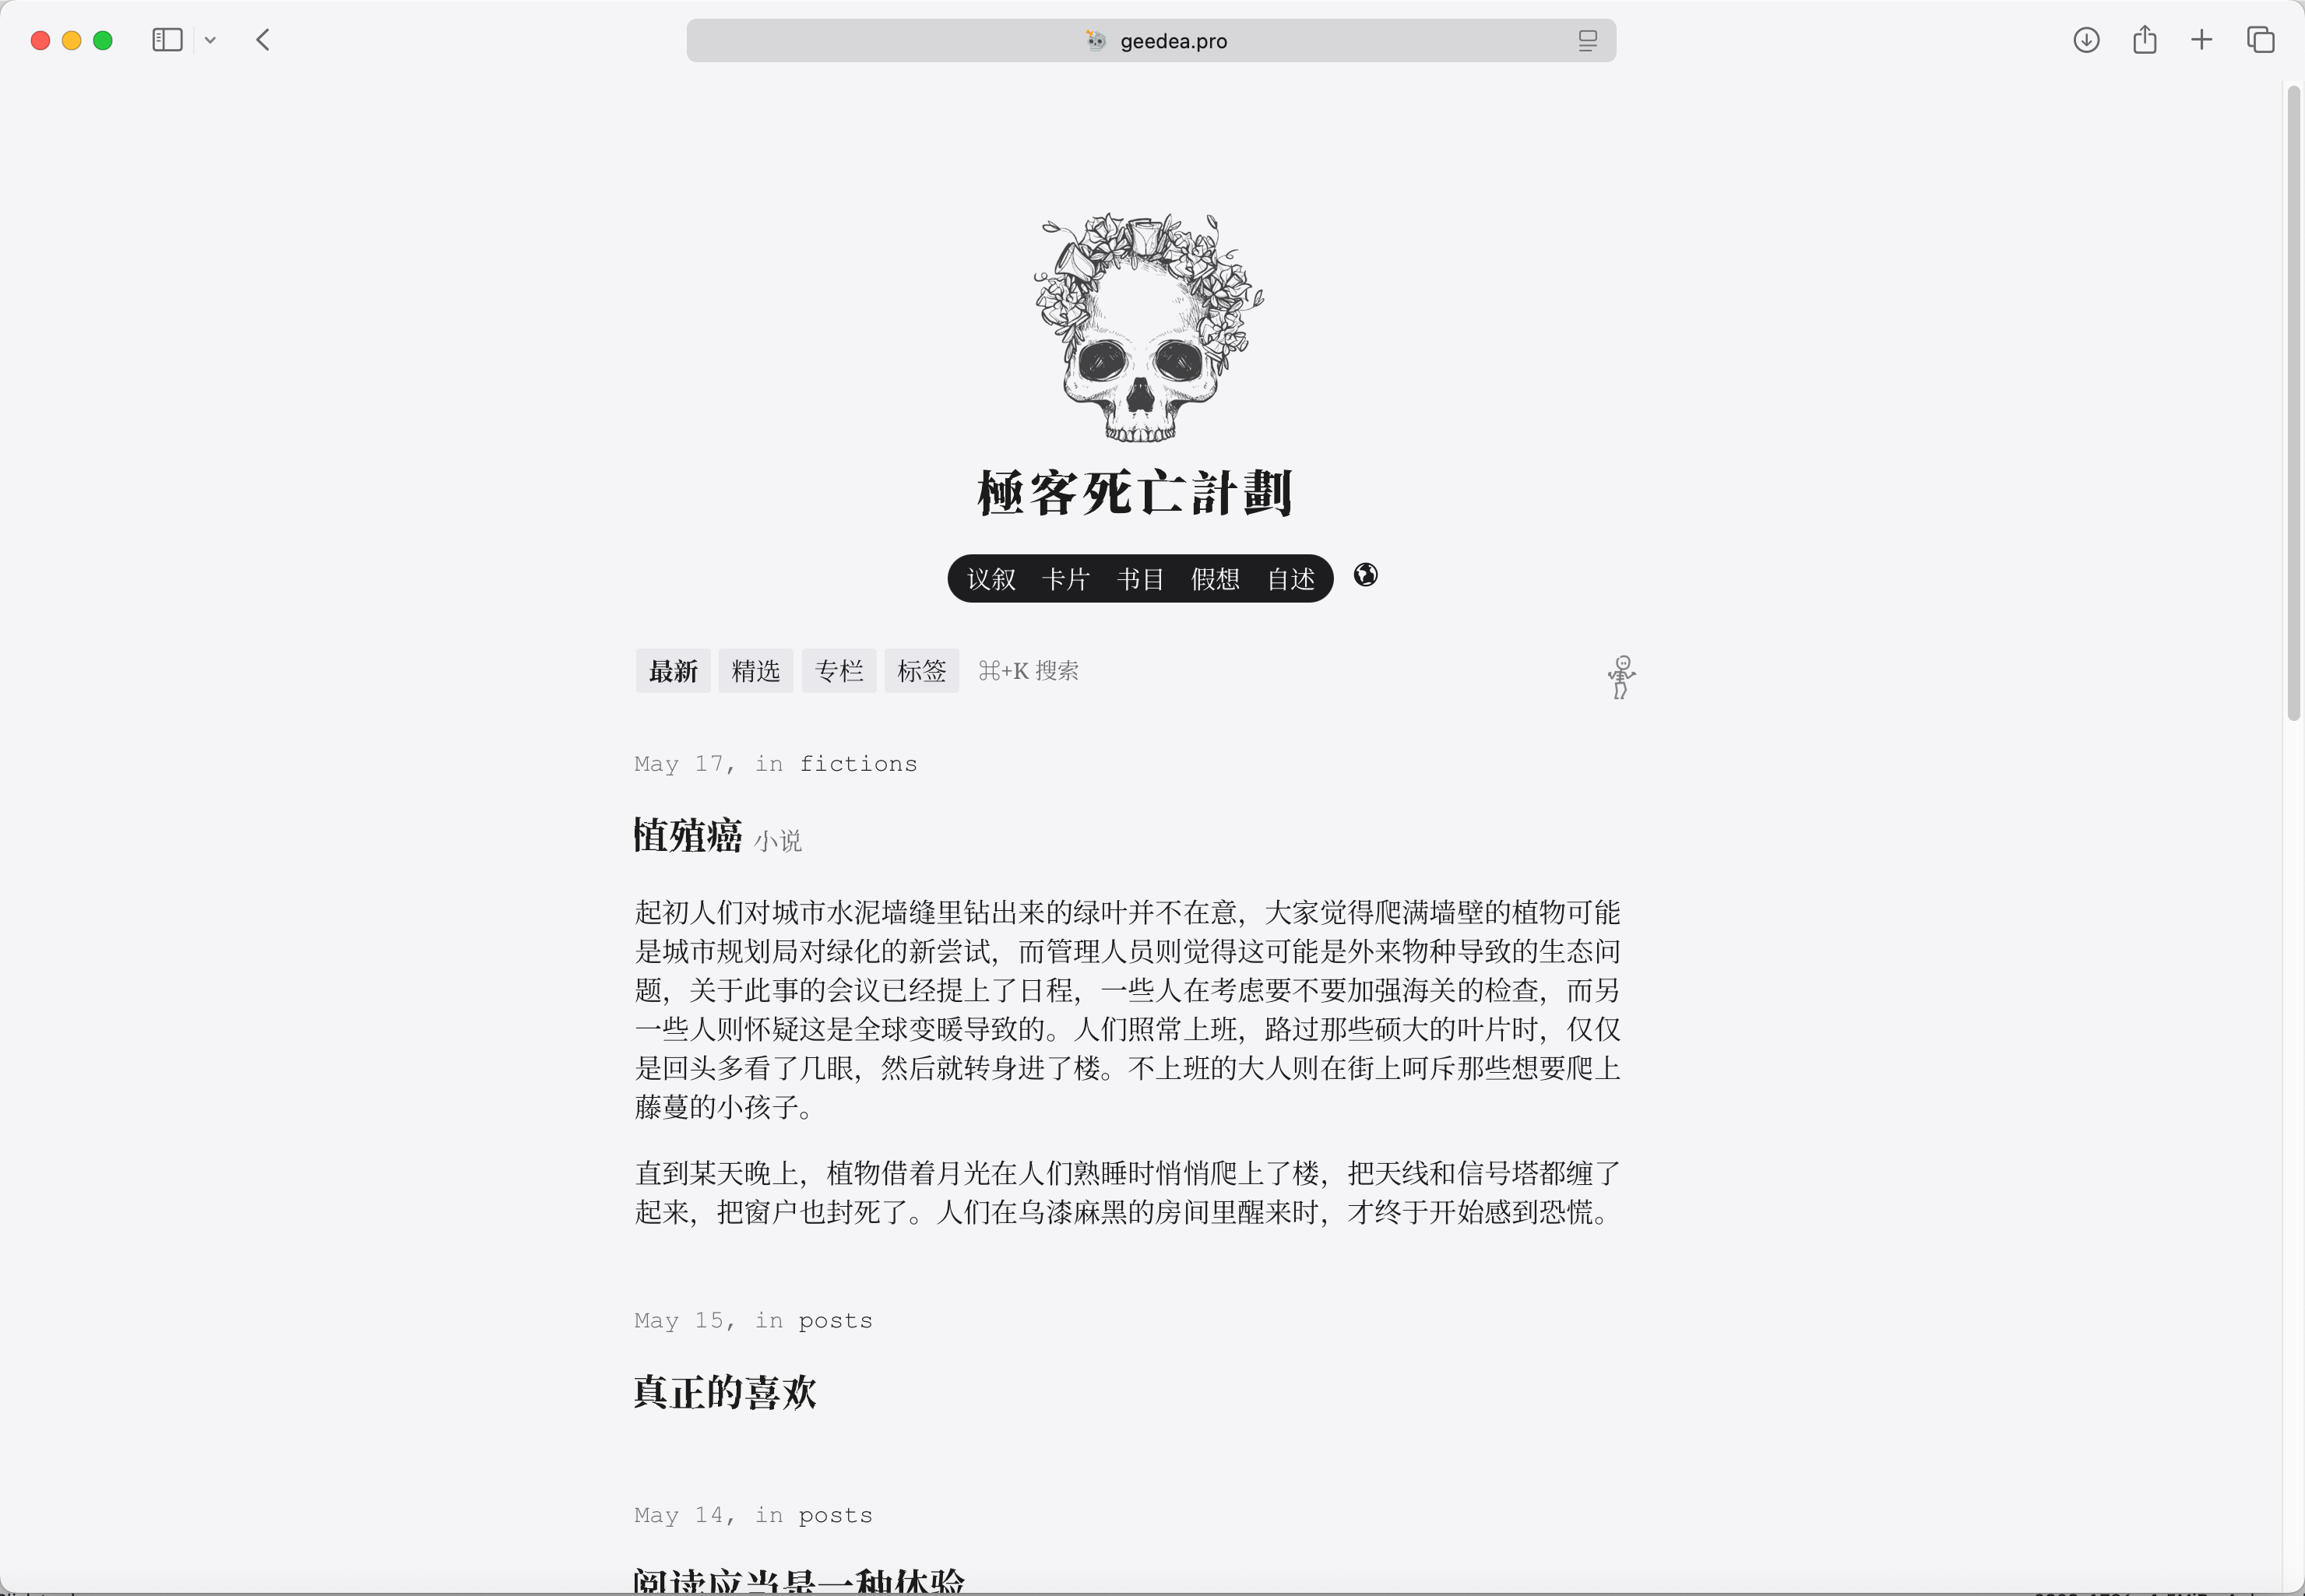 geedea.pro
極客死亡計劃
议叙 卡片 书目 假想 自述
最新 精选 专栏 标签 ⌘+K 搜索
May 17, in fictions
植殖癌 小说
起初人们对城市水泥墙缝里钻出来的绿叶并不在意，大家觉得爬满墙壁的植物可能
是城市规划局对绿化的新尝试，而管理人员则觉得这可能是外来物种导致的生态问
题，关于此事的会议已经提上了日程，一些人在考虑要不要加强海关的检查，而另
一些人则怀疑这是全球变暖导致的。人们照常上班，路过那些硕大的叶片时，仅仅
是回头多看了几眼，然后就转身进了楼。不上班的大人则在街上呵斥那些想要爬上
藤蔓的小孩子。
直到某天晚上，植物借着月光在人们熟睡时悄悄爬上了楼，把天线和信号塔都缠了
起来，把窗户也封死了。人们在乌漆麻黑的房间里醒来时，才终于开始感到恐慌。
May 15, in posts
真正的喜欢
May 14, in posts
阅读应当是一种体验